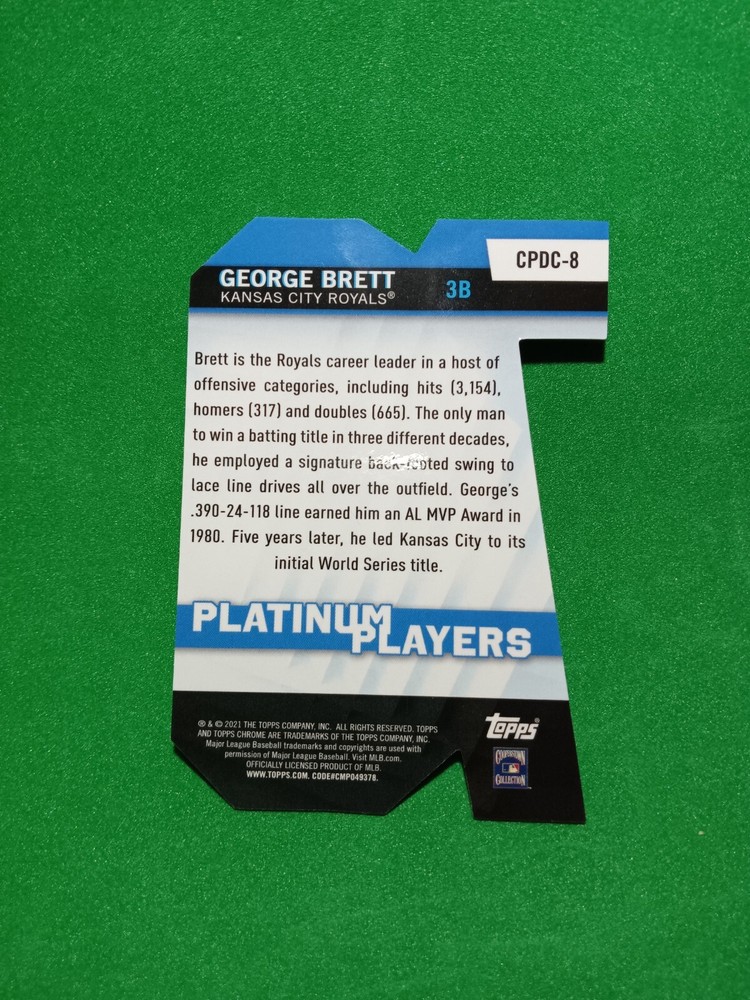 CPDC-8
GEORGE BRETT
KANSAS CITY ROYALS®
3B
Brett is the Royals career leader in a host of
offensive categories, including hits (3,154),
homers (317) and doubles (665). The only man
to win a batting title in three different decades,
he employed a signature back-footed swing to
lace line drives all over the outfield. George's
.390-24-118 line earned him an AL MVP Award in
1980. Five years later, he led Kansas City to its
initial World Series title.
PLATINUM
PLAYERS
® & © 2021 THE TOPPS COMPANY, INC. ALL RIGHTS RESERVED. TOPPS
AND TOPPS CHROME ARE TRADEMARKS OF THE TOPPS COMPANY, INC.
Major League Baseball trademarks and copyrights are used with
permission of Major League Baseball. Visit MLB.com.
OFFICIALLY LICENSED PRODUCT OF MLB.
WWW.TOPPS.COM. CODE#CMP049378.
topps®
COOPERSTOWN
COLLECTION